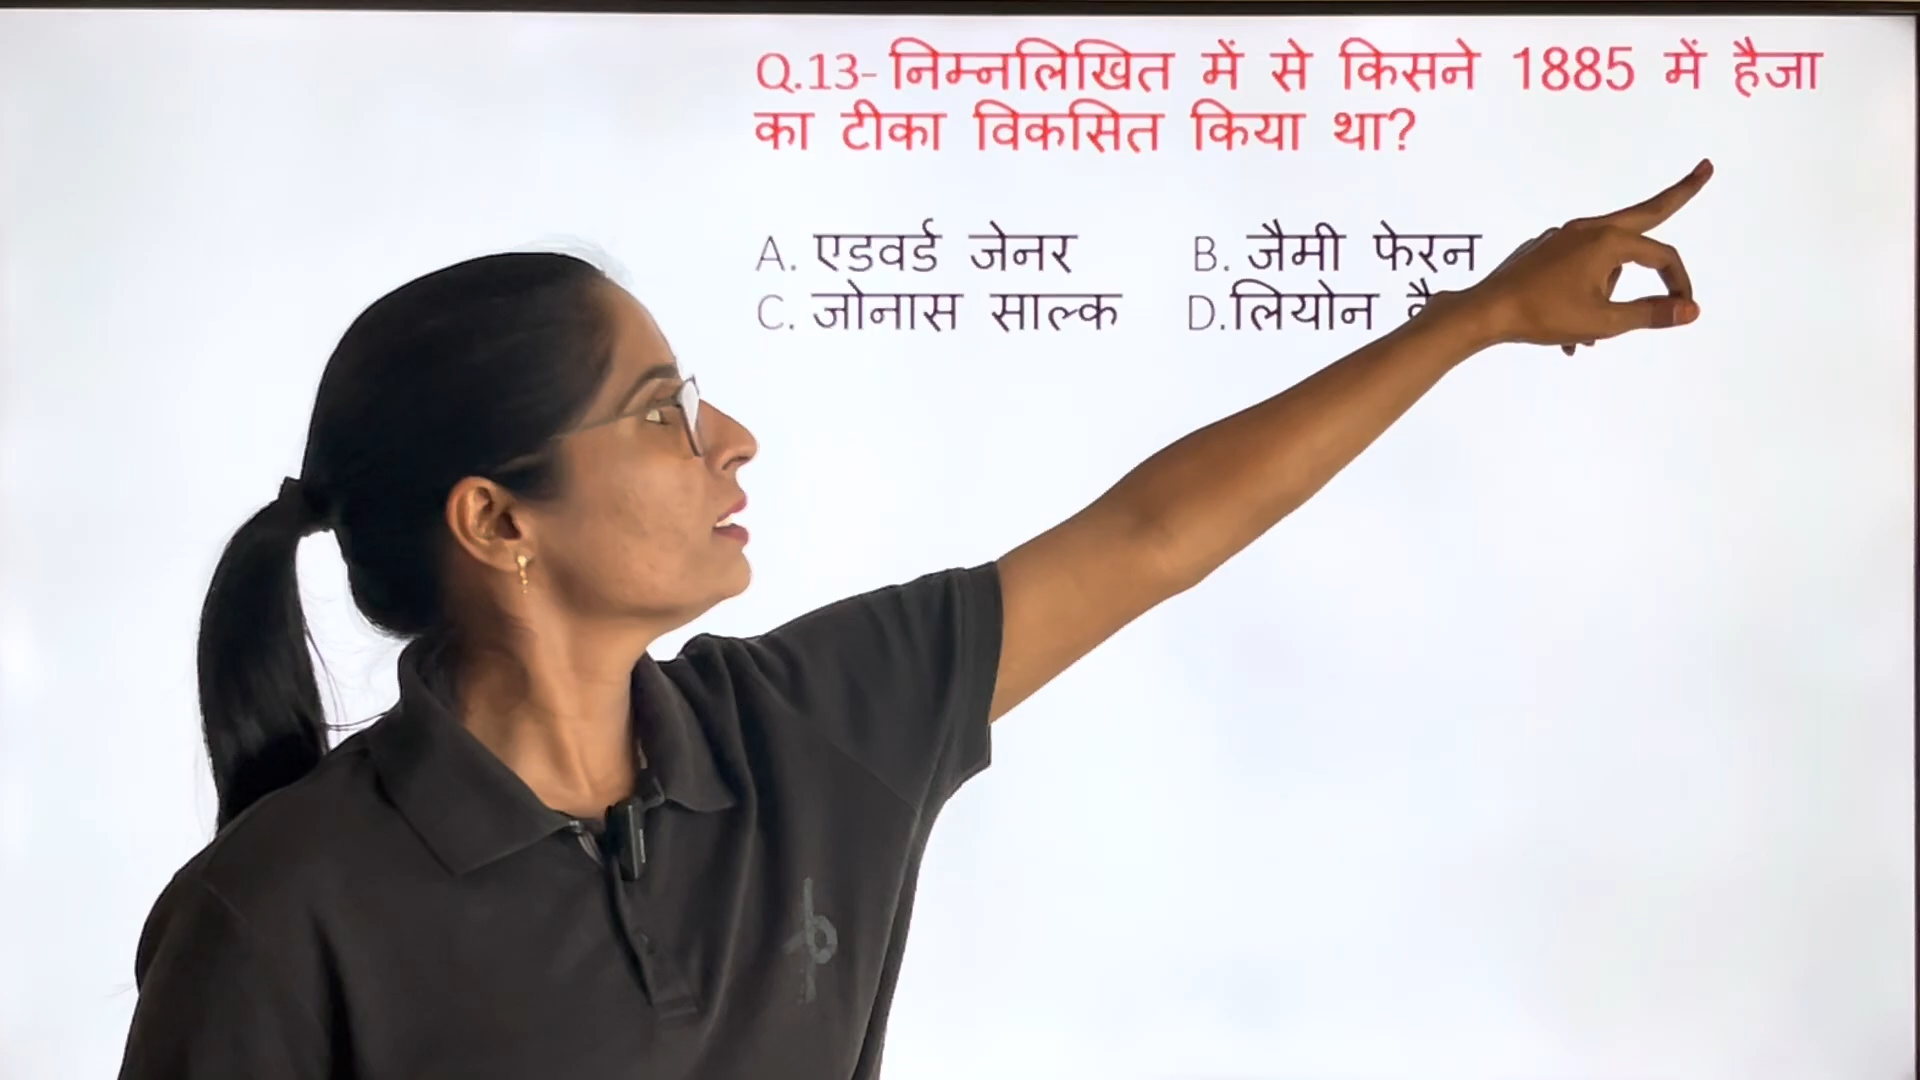 Q.13- निम्नलिखित में से किसने 1885 में हैजा
का टीका विकसित किया था?
A. एडवर्ड जेनर B. जैमी फेरन
C. जोनास साल्क D.लियोन